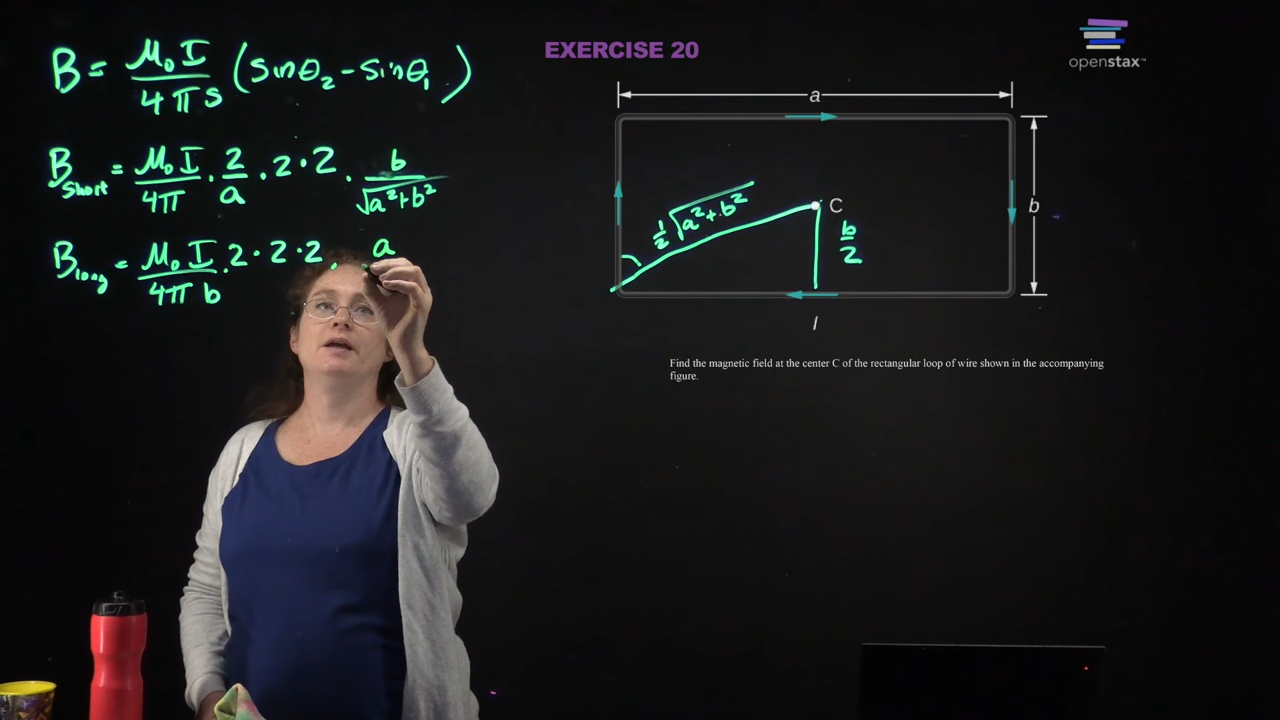 B = μ₀I / 4πs (sinθ₂ - sinθ₁)
B_short = μ₀I / 4π · 2/a · 2·2 · b / √(a²+b²)
B_long = μ₀I / 4π b · 2·2·2 · a
EXERCISE 20
openstax™
a
½ √(a²+b²)
C
b/2
b
I
Find the magnetic field at the center C of the rectangular loop of wire shown in the accompanying
figure.